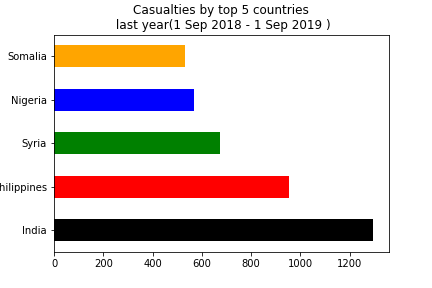 Casualties by top 5 countries
last year(1 Sep 2018 - 1 Sep 2019 )
Somalia
Nigeria
Syria
hilippines
India
0 200 400 600 800 1000 1200